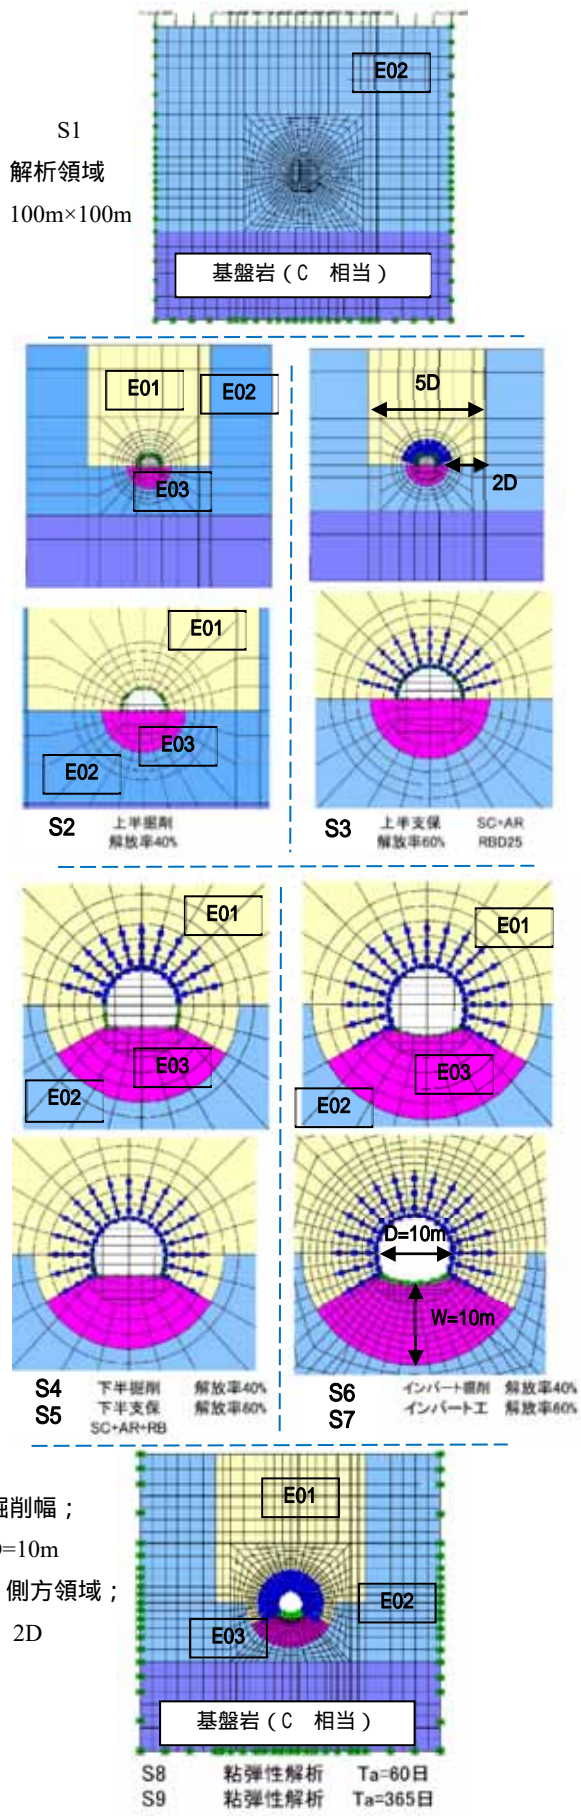 E02
S1
解析領域
100m×100m
基盤岩（C 相当）
E01
E02
E03
5D
2D
E01
E03
E02
S2 上半掘削
解放率40%
S3 上半支保 SC+AR
解放率60% RBD25
E01
E03
E02
E01
E03
E02
D=10m
W=10m
S4 下半掘削 解放率40%
S5 下半支保 解放率60%
SC+AR+RB
S6 インバート掘削 解放率40%
S7 インバート工 解放率60%
E01
掘削幅；
D=10m
側方領域；
2D
E02
E03
基盤岩（C 相当）
S8 粘弾性解析 Ta=60日
S9 粘弾性解析 Ta=365日